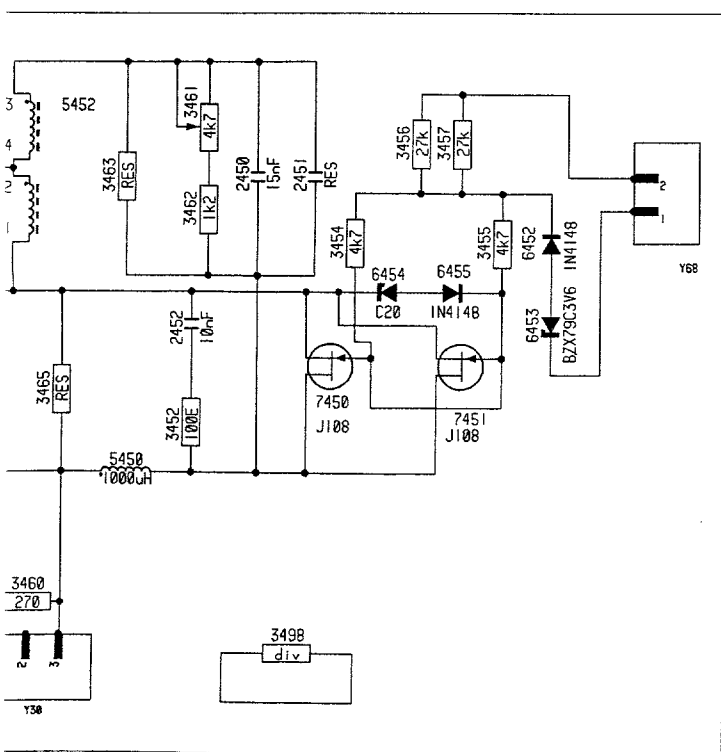 3
5452
4
2
1
3463
RES
3461
4k7
3462
1k2
2450
15nF
2451
RES
3456
27k
3457
27k
2
1
Y68
3454
4k7
3455
4k7
6452
1N4148
6454
C20
6455
1N4148
6453
BZX79C3V6
2452
10nF
3465
RES
3452
100E
7450
J108
7451
J108
5450
1000uH
3460
270
2
3
Y30
3498
div